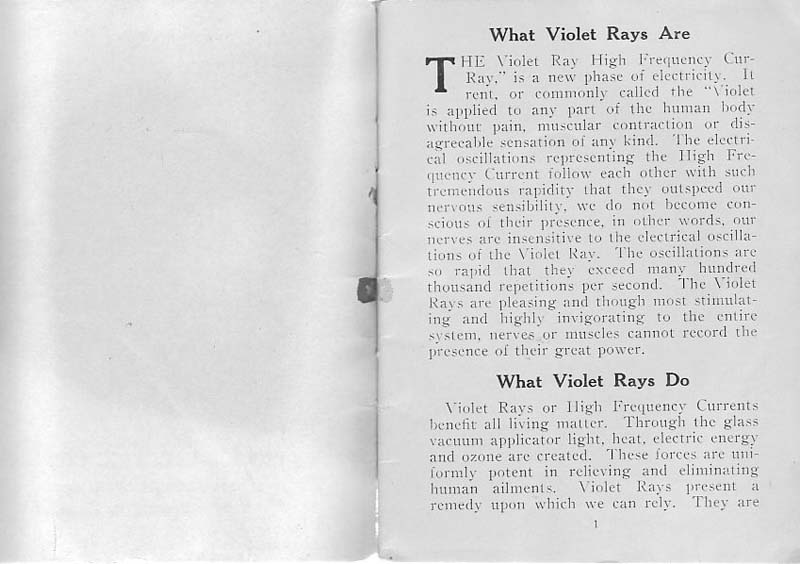 What Violet Rays Are
THE Violet Ray High Frequency Cur-
Ray," is a new phase of electricity. It
rent, or commonly called the "Violet
is applied to any part of the human body
without pain, muscular contraction or dis-
agreeable sensation of any kind. The electri-
cal oscillations representing the High Fre-
quency Current follow each other with such
tremendous rapidity that they outspeed our
nervous sensibility, we do not become con-
scious of their presence, in other words, our
nerves are insensitive to the electrical oscilla-
tions of the Violet Ray. The oscillations are
so rapid that they exceed many hundred
thousand repetitions per second. The Violet
Rays are pleasing and though most stimulat-
ing and highly invigorating to the entire
system, nerves or muscles cannot record the
presence of their great power.
What Violet Rays Do
Violet Rays or High Frequency Currents
benefit all living matter. Through the glass
vacuum applicator light, heat, electric energy
and ozone are created. These forces are uni-
formly potent in relieving and eliminating
human ailments. Violet Rays present a
remedy upon which we can rely. They are
1